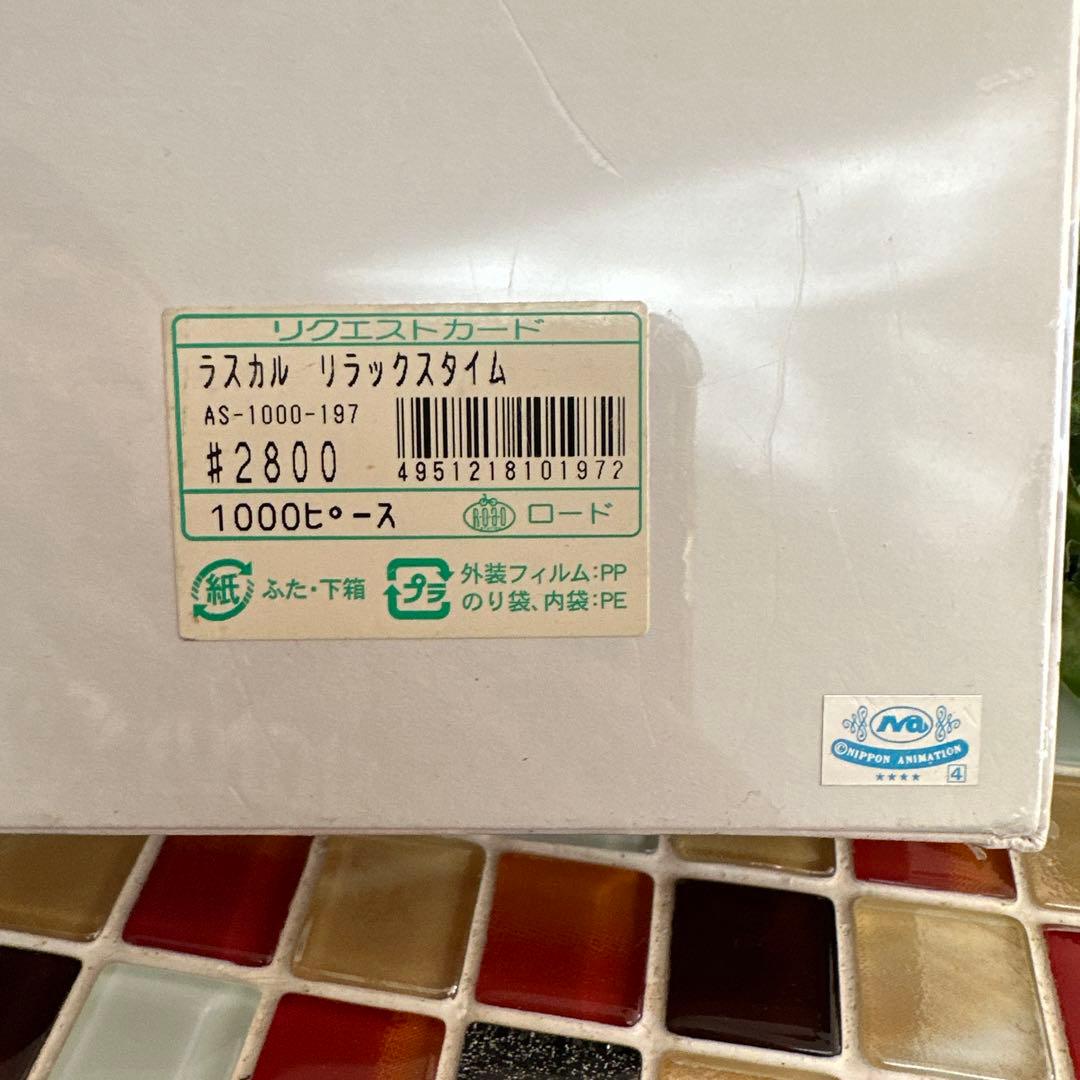 リクエストカード
ラスカル リラックスタイム
AS-1000-197
#2800
4951218101972
1000ピース
ロード
紙 ふた・下箱
プラ 外装フィルム:PP
のり袋、内袋:PE
Na
©NIPPON ANIMATION
★★★★ 4